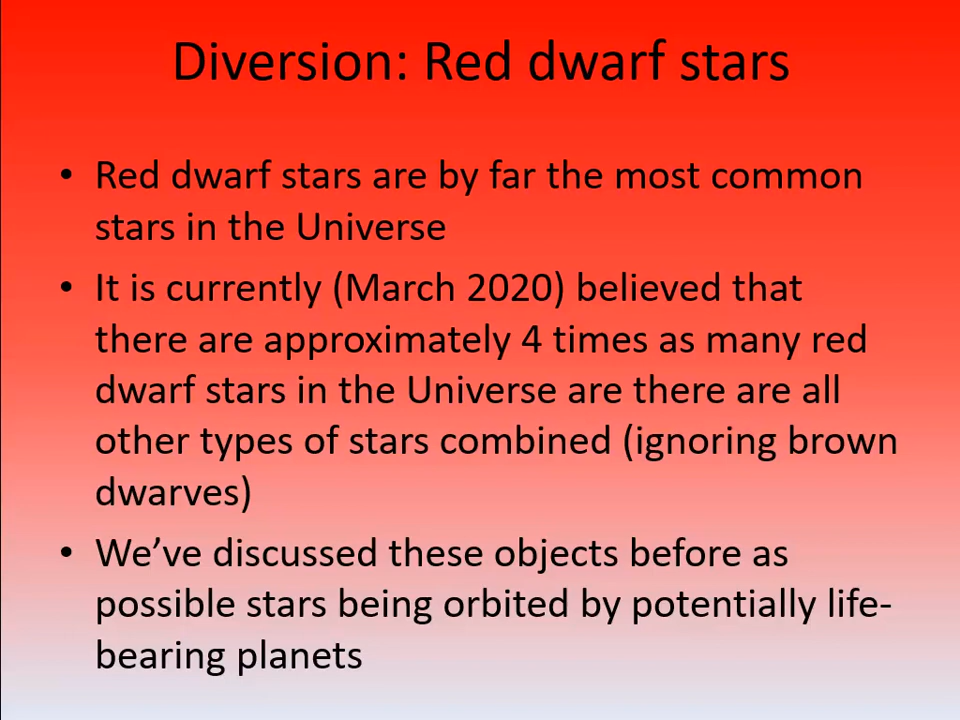 Diversion: Red dwarf stars
• Red dwarf stars are by far the most common
stars in the Universe
• It is currently (March 2020) believed that
there are approximately 4 times as many red
dwarf stars in the Universe are there are all
other types of stars combined (ignoring brown
dwarves)
• We’ve discussed these objects before as
possible stars being orbited by potentially life-
bearing planets